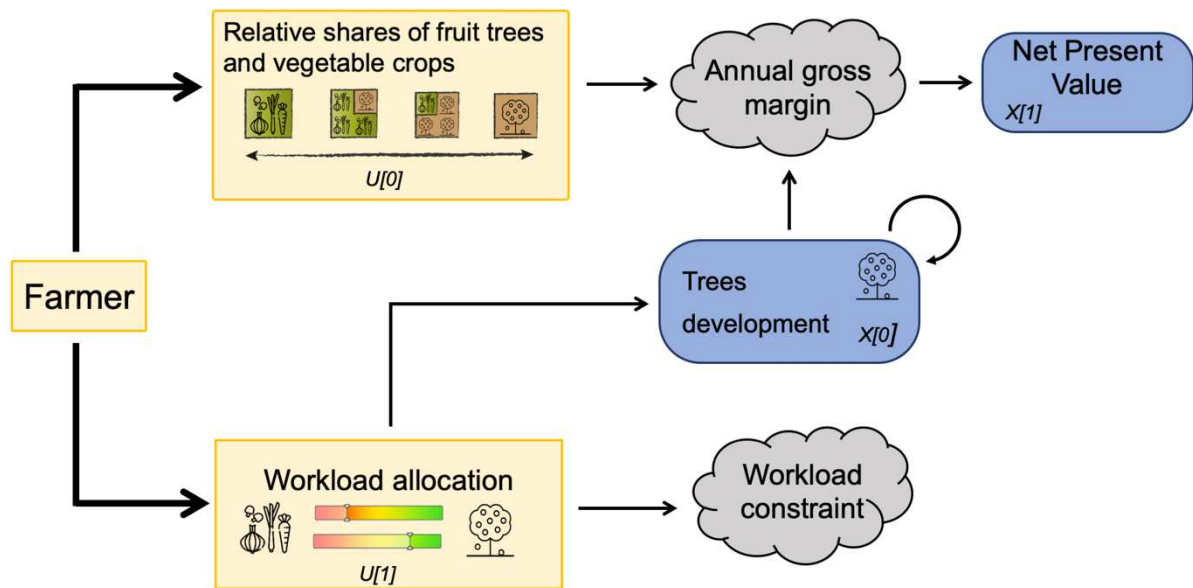 Relative shares of fruit trees
and vegetable crops
U[0]
Annual gross
margin
Net Present
Value
X[1]
Farmer
Trees
development
X[0]
Workload allocation
U[1]
Workload
constraint